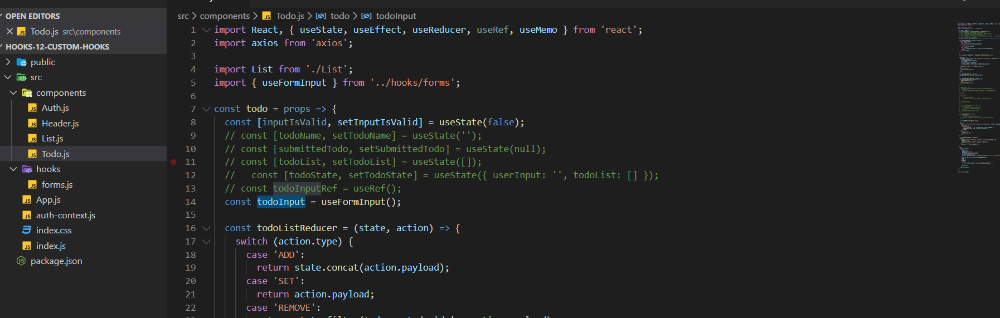 OPEN EDITORS
Todo.js src\components
HOOKS-12-CUSTOM-HOOKS
public
src
components
Auth.js
Header.js
List.js
Todo.js
hooks
forms.js
App.js
auth-context.js
index.css
index.js
package.json
src > components > Todo.js > todo > todoInput
1 import React, { useState, useEffect, useReducer, useRef, useMemo } from 'react';
2 import axios from 'axios';
3
4 import List from './List';
5 import { useFormInput } from '../hooks/forms';
6
7 const todo = props => {
8 const [inputIsValid, setInputIsValid] = useState(false);
9 // const [todoName, setTodoName] = useState('');
10 // const [submittedTodo, setSubmittedTodo] = useState(null);
11 // const [todoList, setTodoList] = useState([]);
12 //   const [todoState, setTodoState] = useState({ userInput: '', todoList: [] });
13 // const todoInputRef = useRef();
14 const todoInput = useFormInput();
15
16 const todoListReducer = (state, action) => {
17 switch (action.type) {
18 case 'ADD':
19 return state.concat(action.payload);
20 case 'SET':
21 return action.payload;
22 case 'REMOVE':